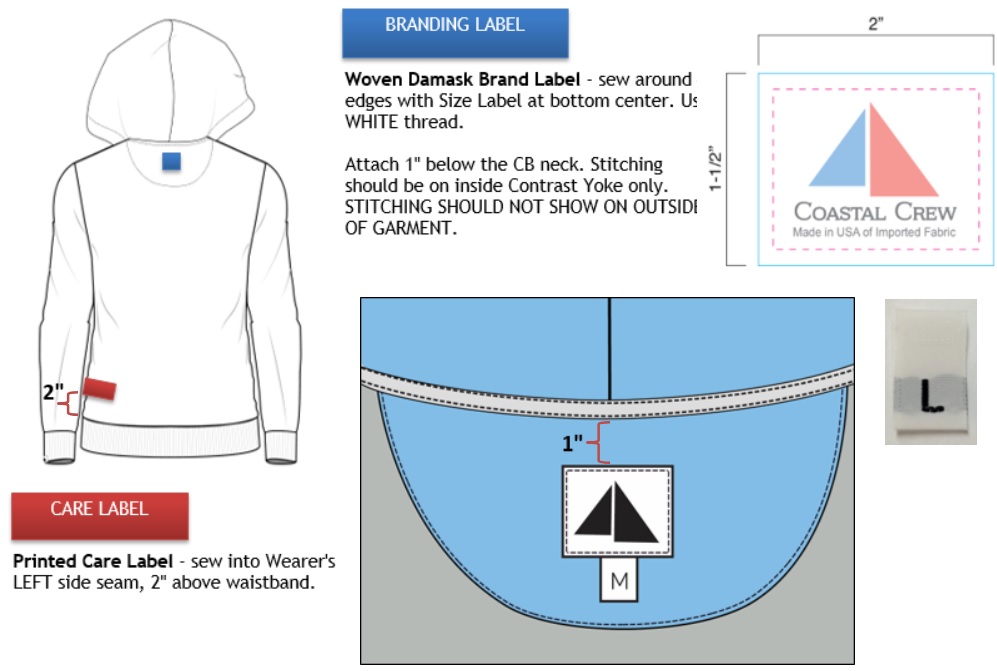 BRANDING LABEL
Woven Damask Brand Label - sew around
edges with Size Label at bottom center. Us
WHITE thread.
Attach 1" below the CB neck. Stitching
should be on inside Contrast Yoke only.
STITCHING SHOULD NOT SHOW ON OUTSIDE
OF GARMENT.
2”
1-1/2”
COASTAL CREW
Made in USA of Imported Fabric
2"
CARE LABEL
Printed Care Label - sew into Wearer's
LEFT side seam, 2" above waistband.
1"
M
L